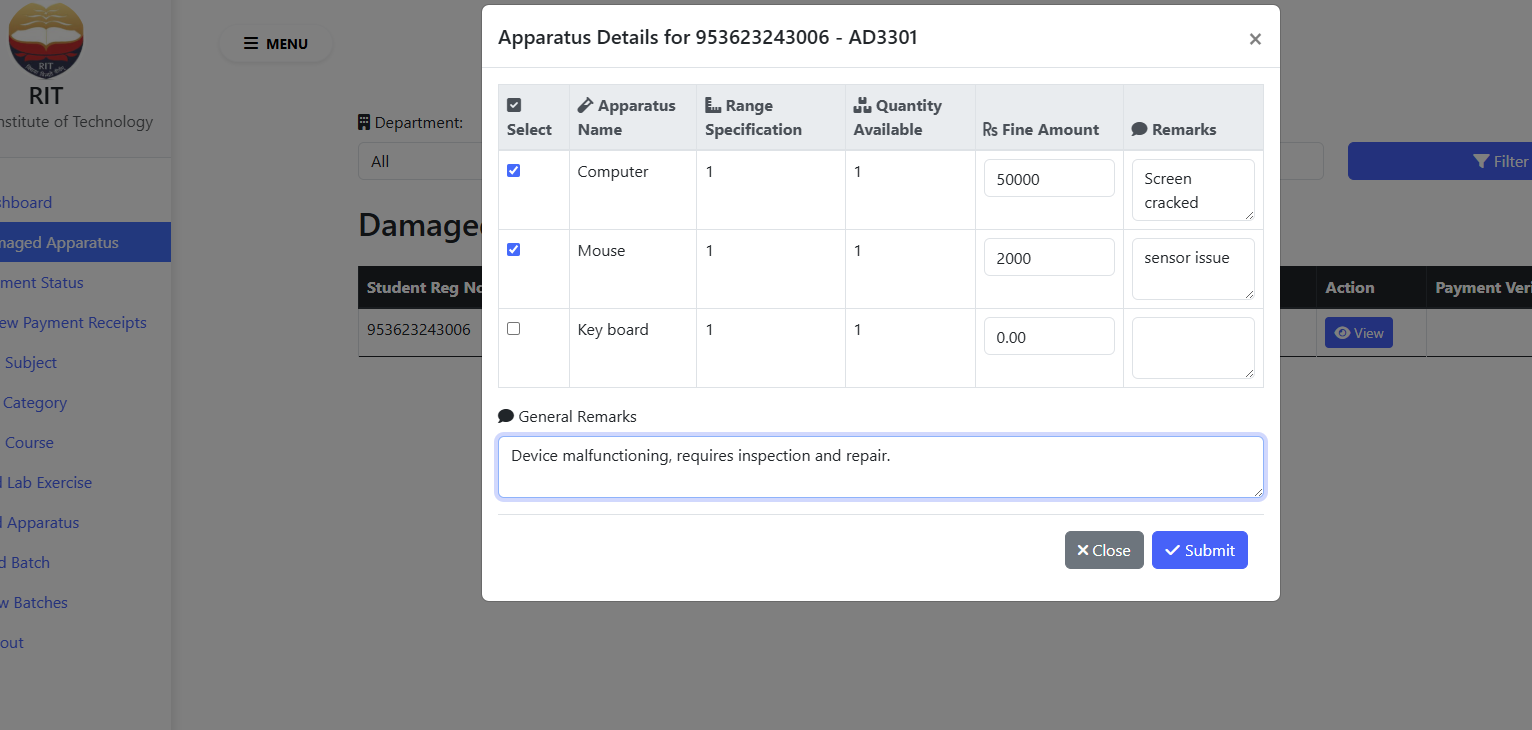 RIT
RIT
nstitute of Technology
MENU
Department:
All
Filter
Damaged
Student Reg No
Action
Payment Veri
953623243006
View
shboard
maged Apparatus
ment Status
ew Payment Receipts
Subject
Category
Course
d Lab Exercise
d Apparatus
d Batch
w Batches
out
Apparatus Details for 953623243006 - AD3301
×
Select
Apparatus Name
Range Specification
Quantity Available
₨ Fine Amount
Remarks
Computer
1
1
50000
Screen
cracked
Mouse
1
1
2000
sensor issue
Key board
1
1
0.00
General Remarks
Device malfunctioning, requires inspection and repair.
Close
Submit